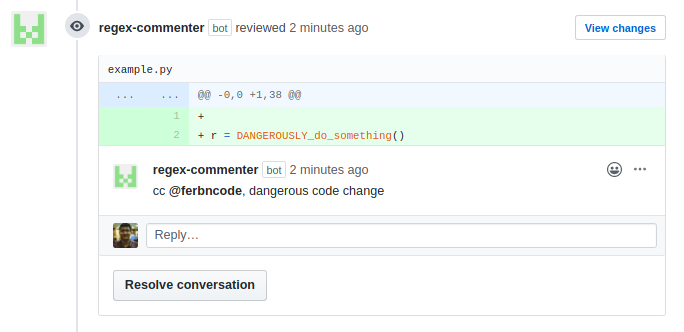 regex-commenter bot reviewed 2 minutes ago View changes
example.py
... ... @@ -0,0 +1,38 @@
1 +
2 + r = DANGEROUSLY_do_something()
regex-commenter bot 2 minutes ago
cc @ferbncode, dangerous code change
Reply…
Resolve conversation